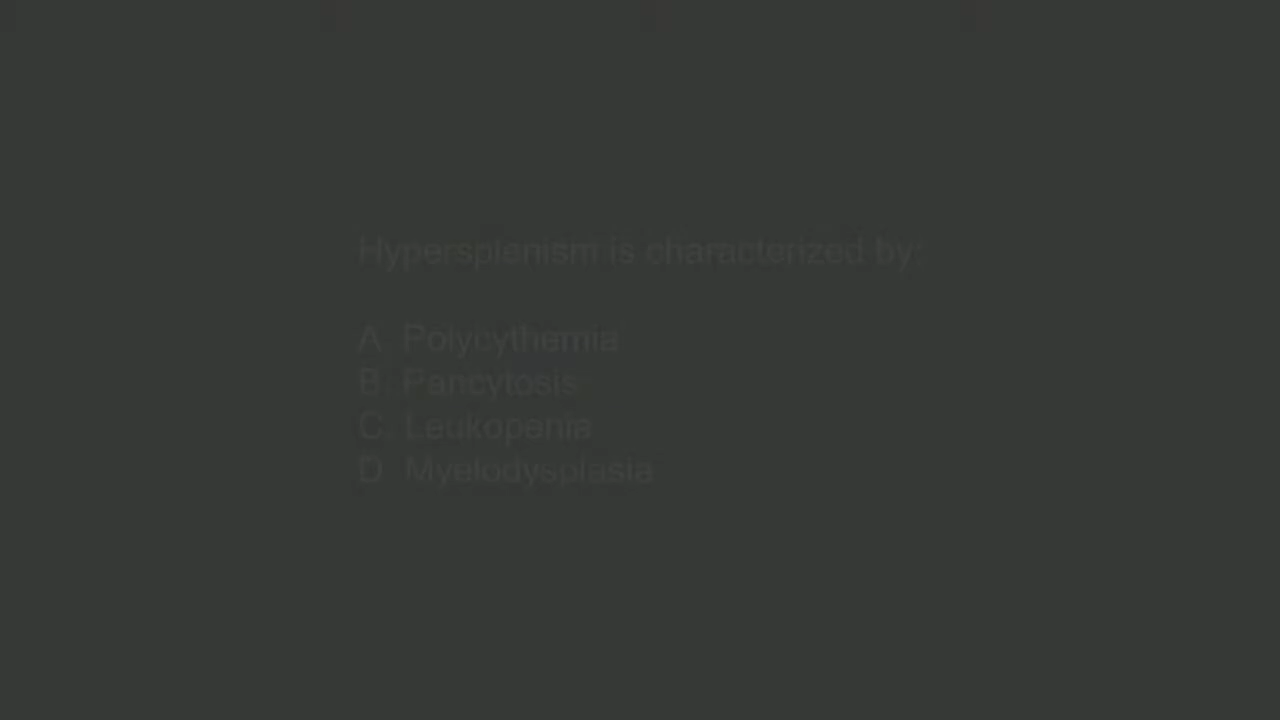 Hypersplenism is characterized by:
A. Polycythemia
B. Pancytosis
C. Leukopenia
D. Myelodysplasia